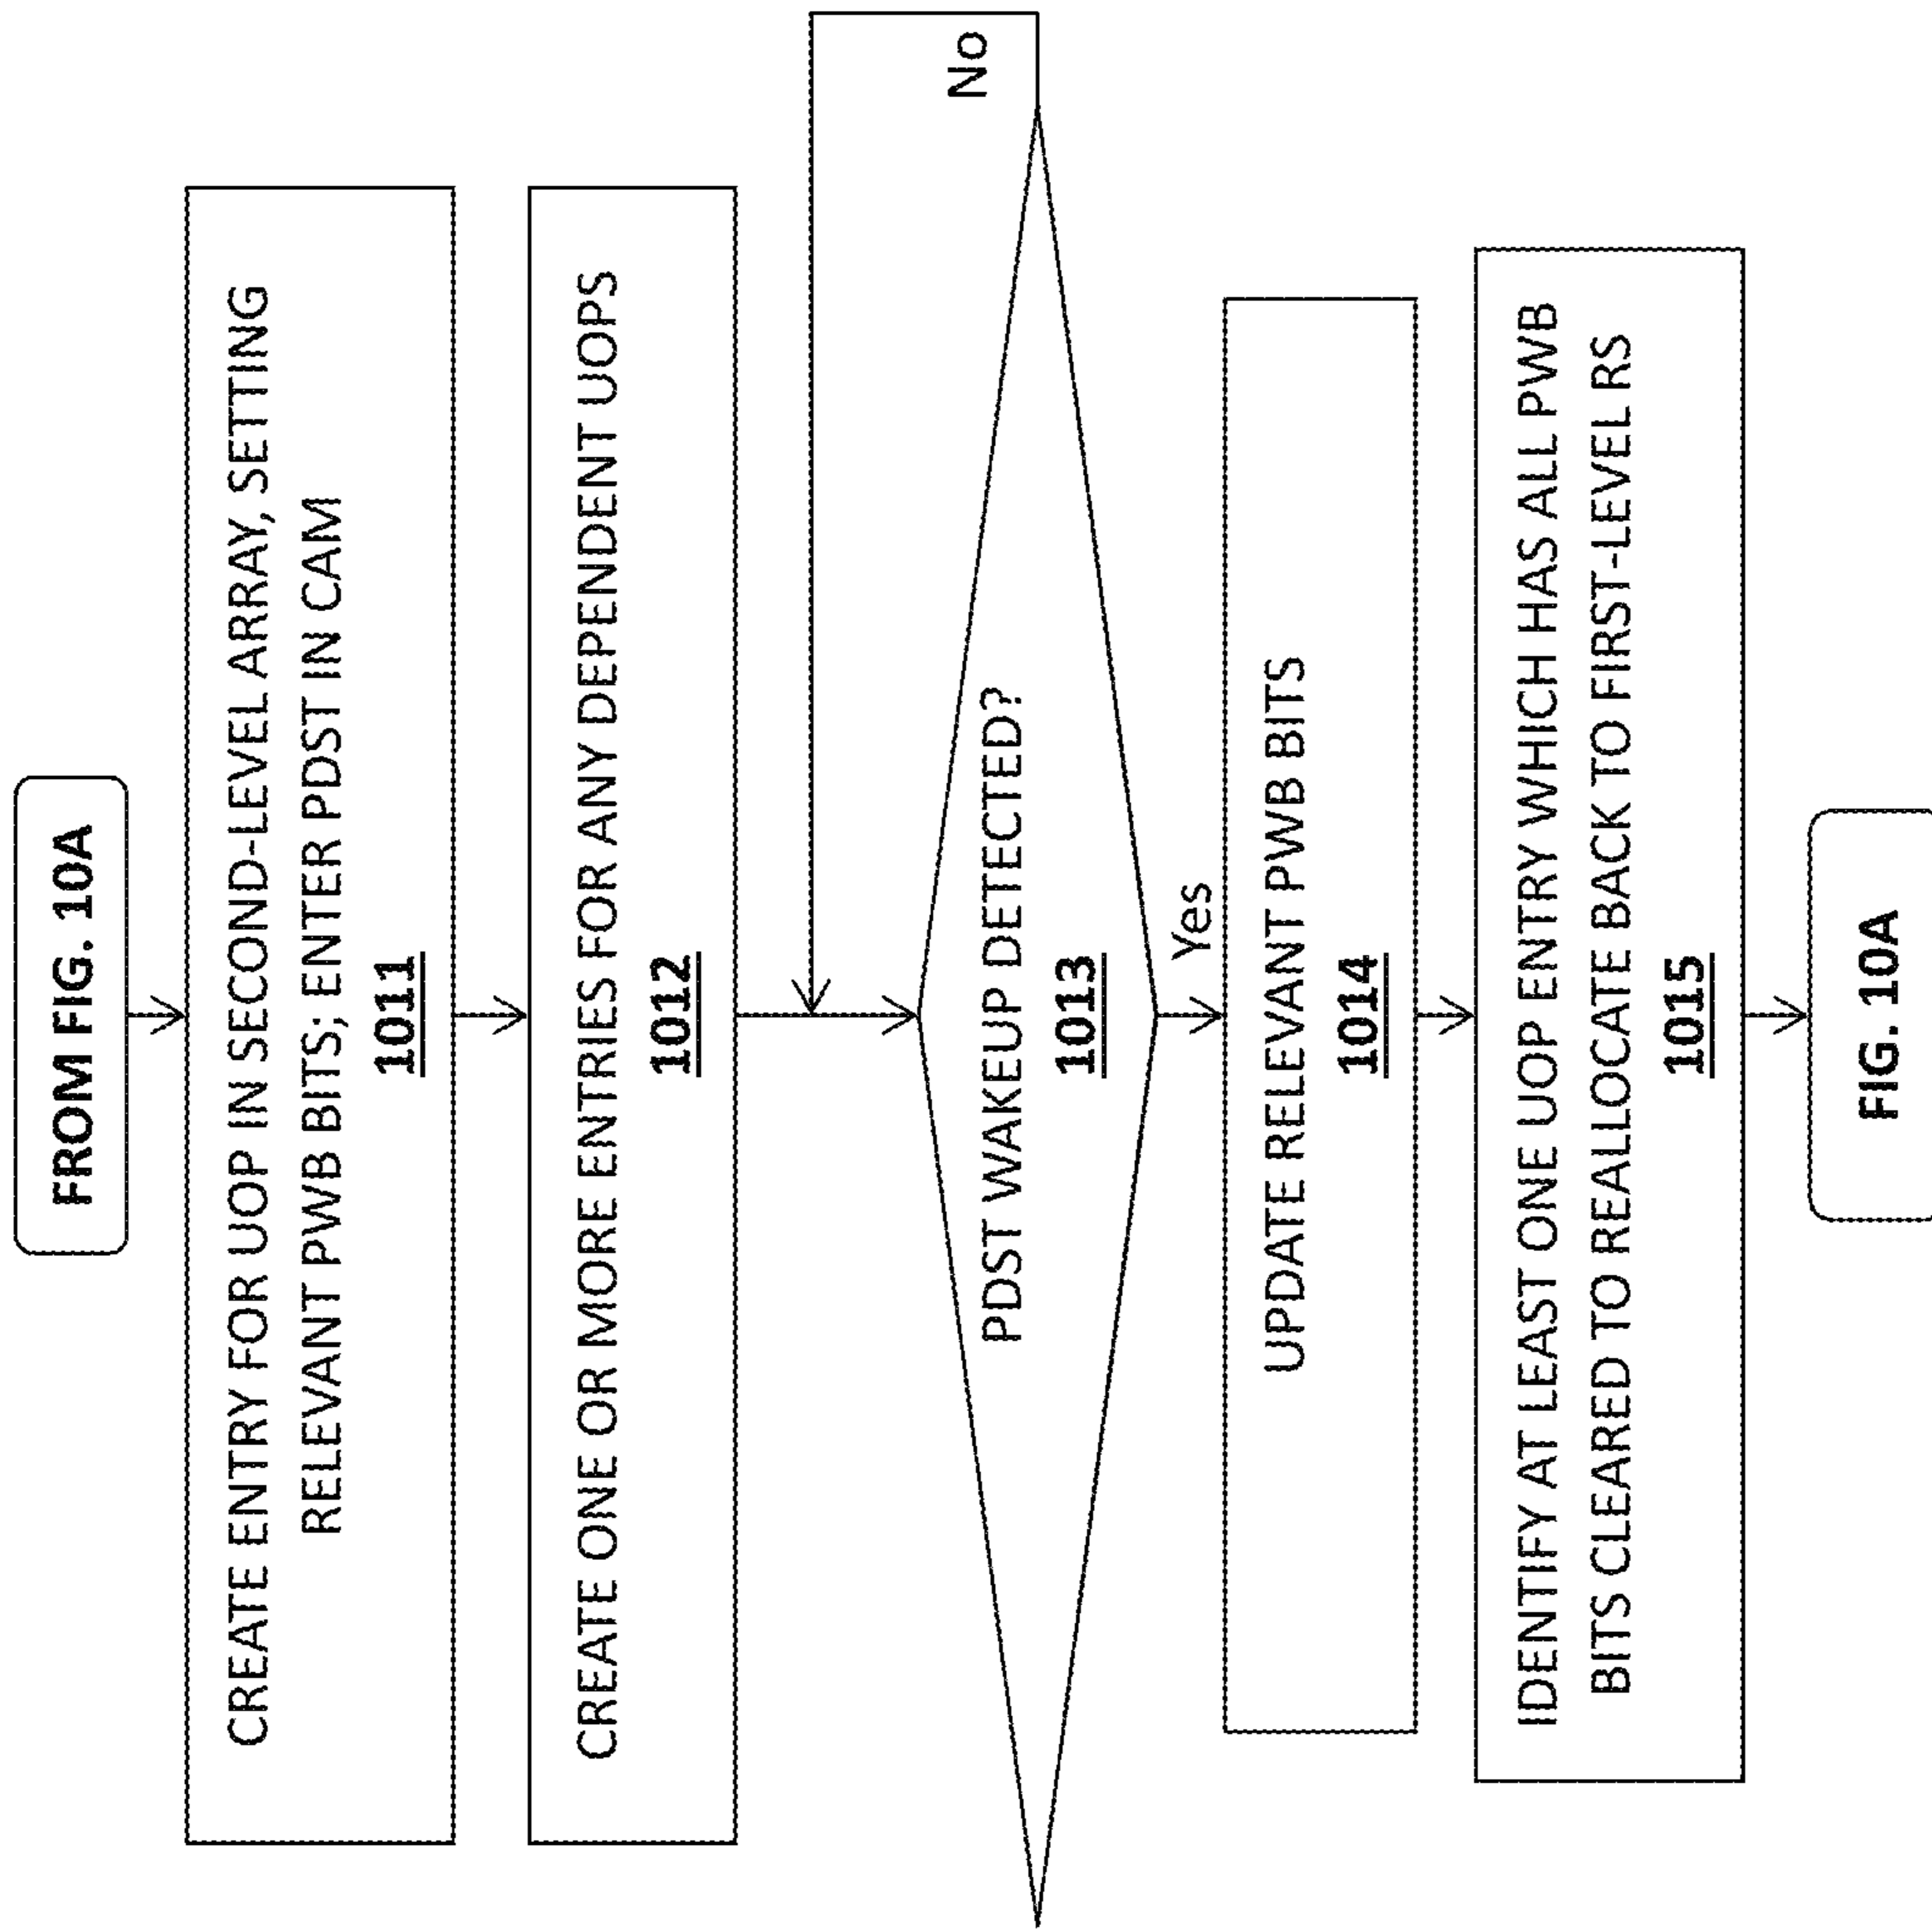 FROM FIG. 10A
CREATE ENTRY FOR UOP IN SECOND-LEVEL ARRAY, SETTING
RELEVANT PWB BITS; ENTER PDST IN CAM
1011
CREATE ONE OR MORE ENTRIES FOR ANY DEPENDENT UOPS
1012
No
PDST WAKEUP DETECTED?
1013
Yes
UPDATE RELEVANT PWB BITS
1014
IDENTIFY AT LEAST ONE UOP ENTRY WHICH HAS ALL PWB
BITS CLEARED TO REALLOCATE BACK TO FIRST-LEVEL RS
1015
FIG. 10A